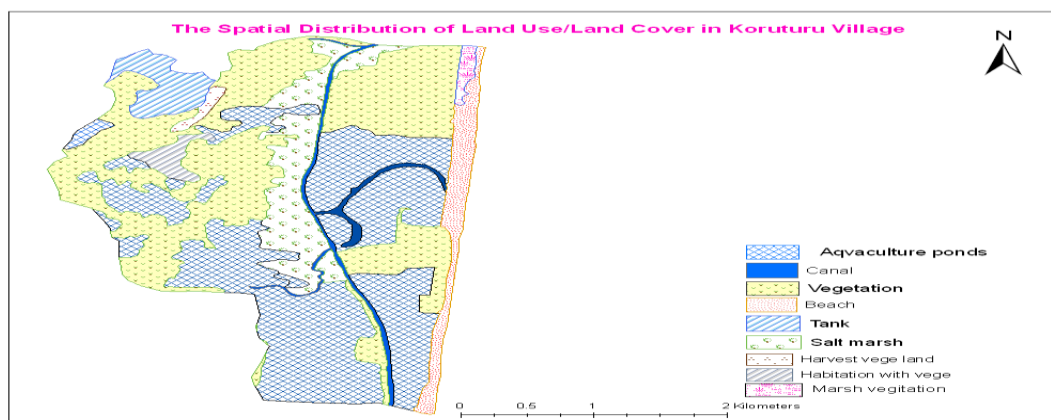 The Spatial Distribution of Land Use/Land Cover in Koruturu Village
N
Aqvaculture ponds
Canal
Vegetation
Beach
Tank
Salt marsh
Harvest vege land
Habitation with vege
Marsh vegitation
0 0.5 1 2 Kilometers